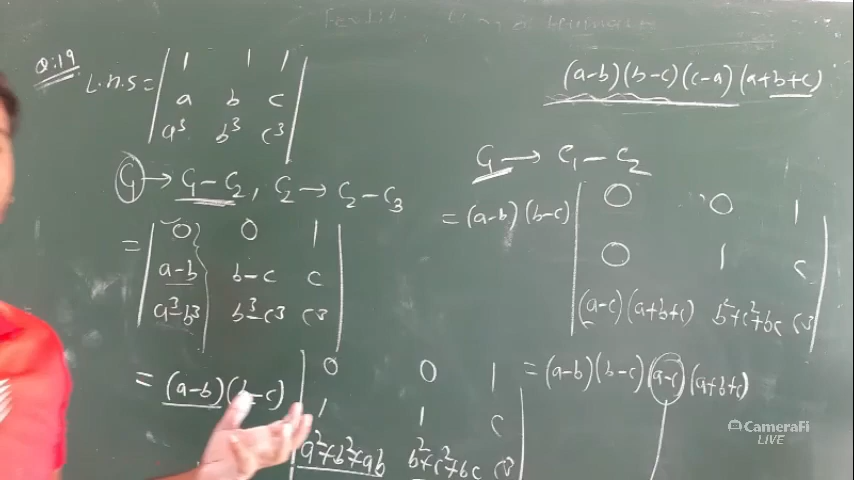 Q:19
L.H.S = | 1 1 1 |
| a b c |
| a³ b³ c³ |
C₁ → C₁ - C₂, C₂ → C₂ - C₃
= | 0 0 1 |
| a-b b-c c |
| a³-b³ b³-c³ c³ |
= (a-b) (b-c) | 0 0 1 |
| 1 1 c |
| a²+b²+ab b²+c²+bc c³ |
(a-b) (b-c) (c-a) (a+b+c)
C₁ → C₁ - C₂
= (a-b) (b-c) | 0 0 1 |
| 0 1 c |
| (a-c) (a+b+c) b²+c²+bc c³ |
= (a-b) (b-c) (a-c) (a+b+c)
CameraFi
LIVE